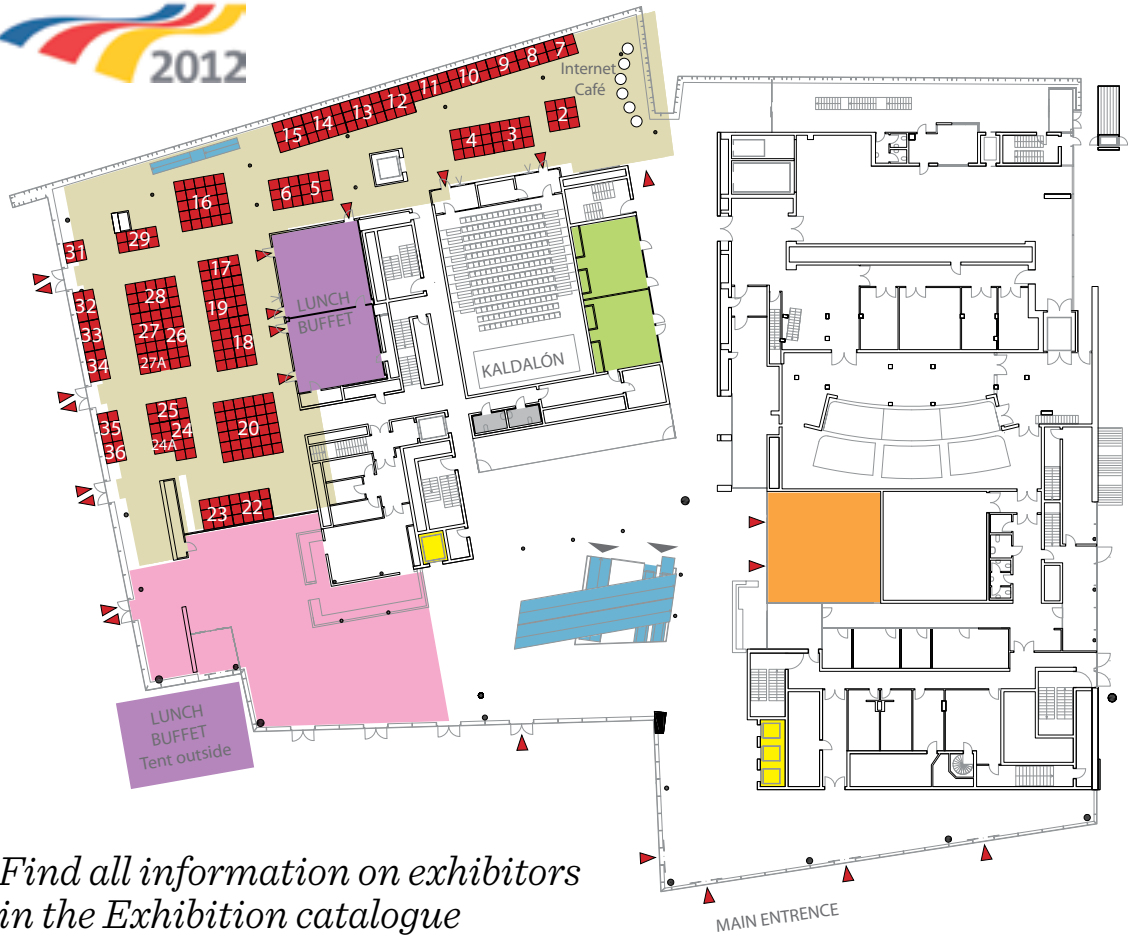 2012
7
8
9
10
11
12
13
14
15
Internet
Café
2
3
4
5
6
16
29
31
17
19
18
28
27
26
27A
32
33
34
LUNCH
BUFFET
KALDALÓN
25
24
24A
20
35
36
23
22
LUNCH
BUFFET
Tent outside
Find all information on exhibitors
in the Exhibition catalogue
MAIN ENTRENCE